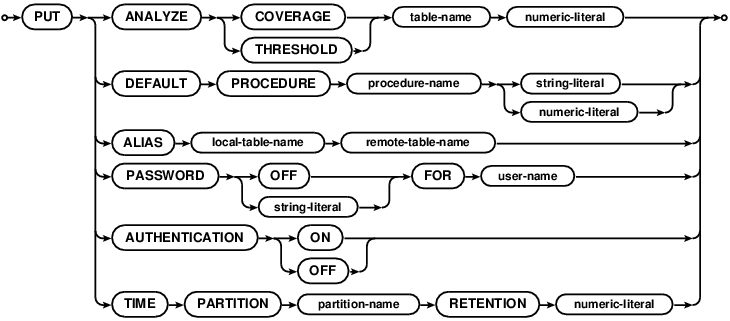 PUT ANALYZE COVERAGE table-name numeric-literal
THRESHOLD
DEFAULT PROCEDURE procedure-name string-literal
numeric-literal
ALIAS local-table-name remote-table-name
PASSWORD OFF FOR user-name
string-literal
AUTHENTICATION ON
OFF
TIME PARTITION partition-name RETENTION numeric-literal